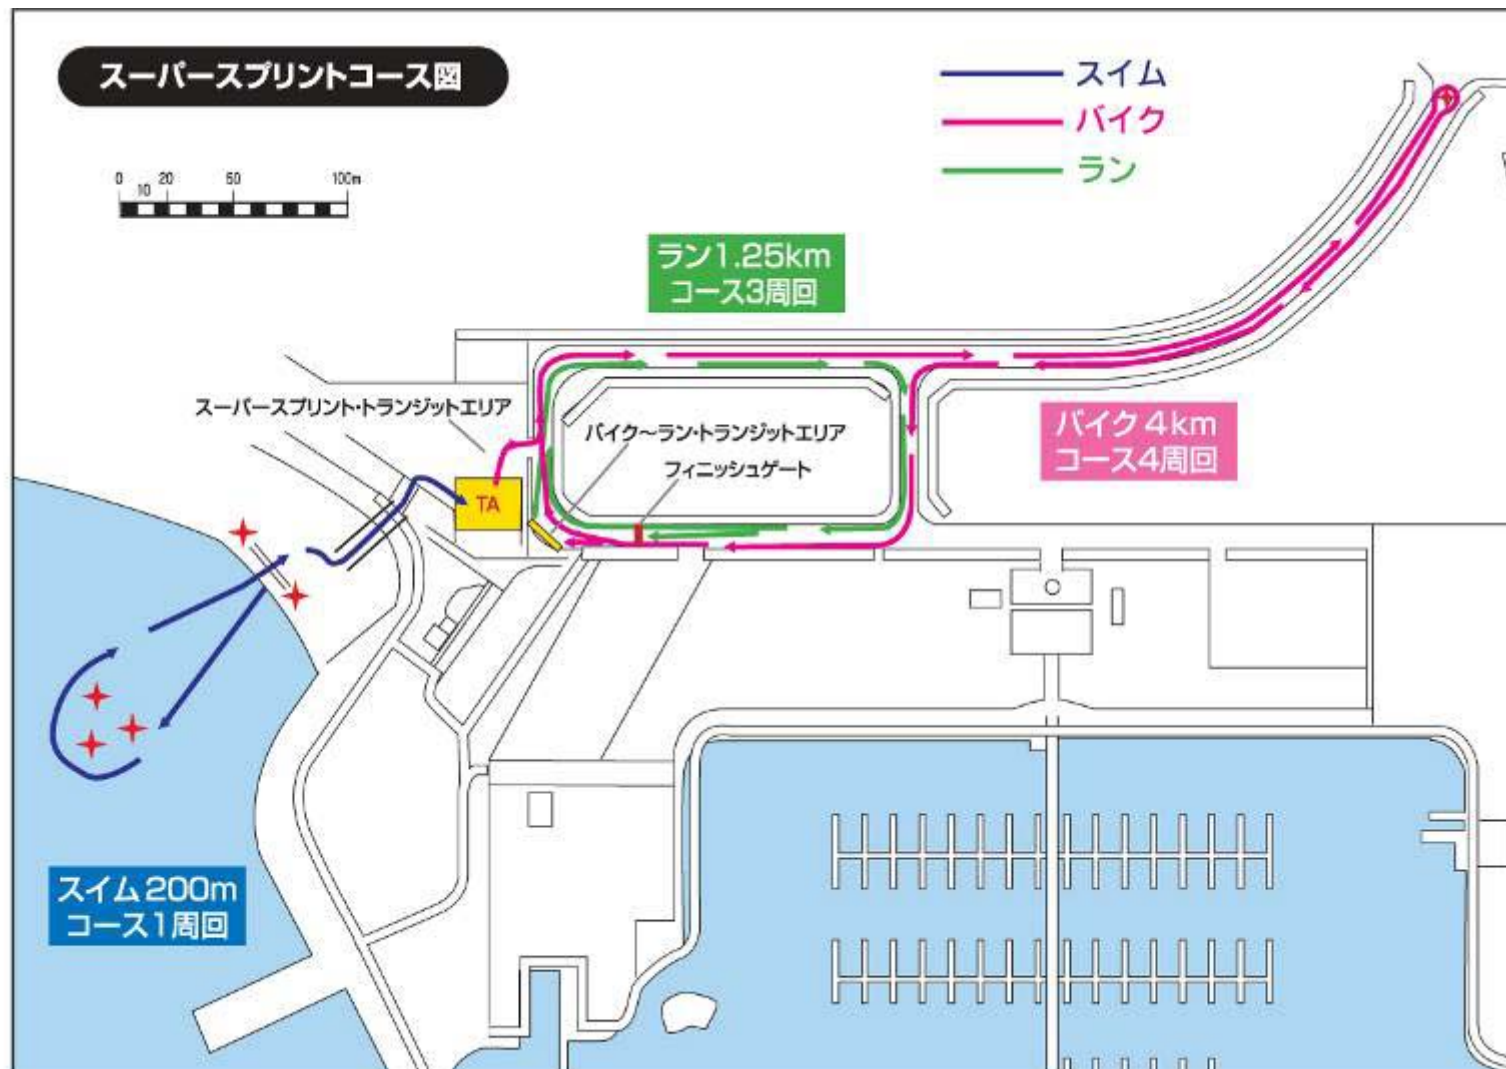 スーパースプリントコース図
スイム
バイク
ラン
0 10 20 50 100m
ラン1.25km
コース3周回
スーパースプリント・トランジットエリア
バイク〜ラン・トランジットエリア
フィニッシュゲート
バイク4km
コース4周回
TA
スイム200m
コース1周回